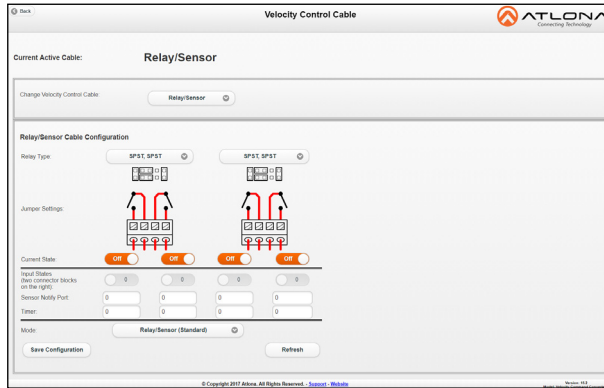 Back
Velocity Control Cable
ATLONA
Connecting Technology
Current Active Cable: Relay/Sensor
Change Velocity Control Cable: Relay/Sensor
Relay/Sensor Cable Configuration
Relay Type: SPST, SPST SPST, SPST
Jumper Settings:
Current State: Off Off Off Off
Input States
(two connector blocks
on the right): 0 0 0 0
Sensor Notify Port: 0 0 0 0
Timer: 0 0 0 0
Mode: Relay/Sensor (Standard)
Save Configuration Refresh
© Copyright 2017 Atlona. All Rights Reserved. - Support - Website